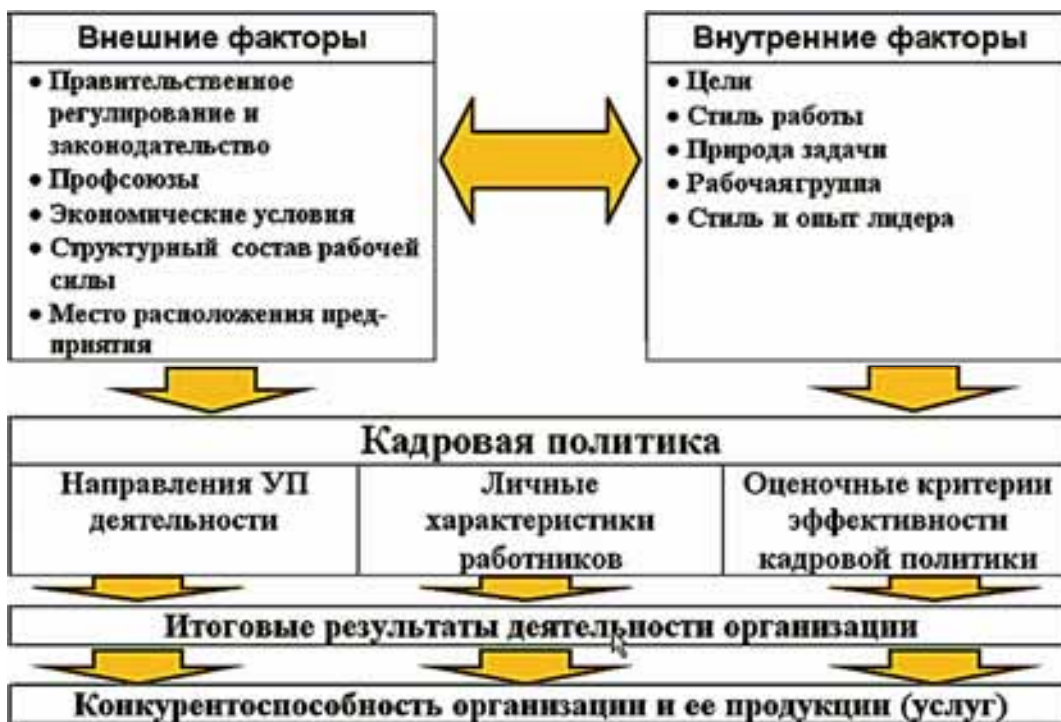 Внешние факторы
• Правительственное
регулирование и
законодательство
• Профсоюзы
• Экономические условия
• Структурный состав рабочей
силы
• Место расположения пред-
приятия
Внутренние факторы
• Цели
• Стиль работы
• Природа задачи
• Рабочаягруппа
• Стиль и опыт лидера
Кадровая политика
Направления УП
деятельности
Личные
характеристики
работников
Оценочные критерии
эффективности
кадровой политики
Итоговые результаты деятельности организации
Конкурентоспособность организации и ее продукции (услуг)